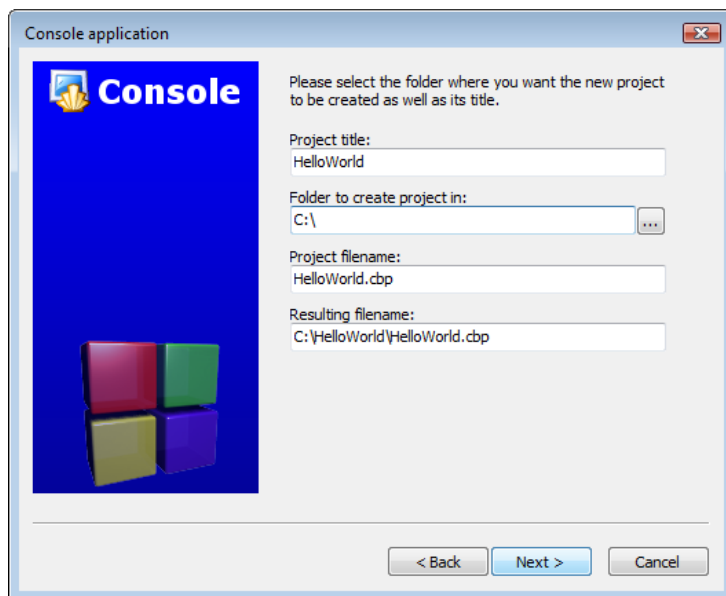 Console application
Console
Please select the folder where you want the new project
to be created as well as its title.
Project title:
HelloWorld
Folder to create project in:
C:\
...
Project filename:
HelloWorld.cbp
Resulting filename:
C:\HelloWorld\HelloWorld.cbp
< Back
Next >
Cancel